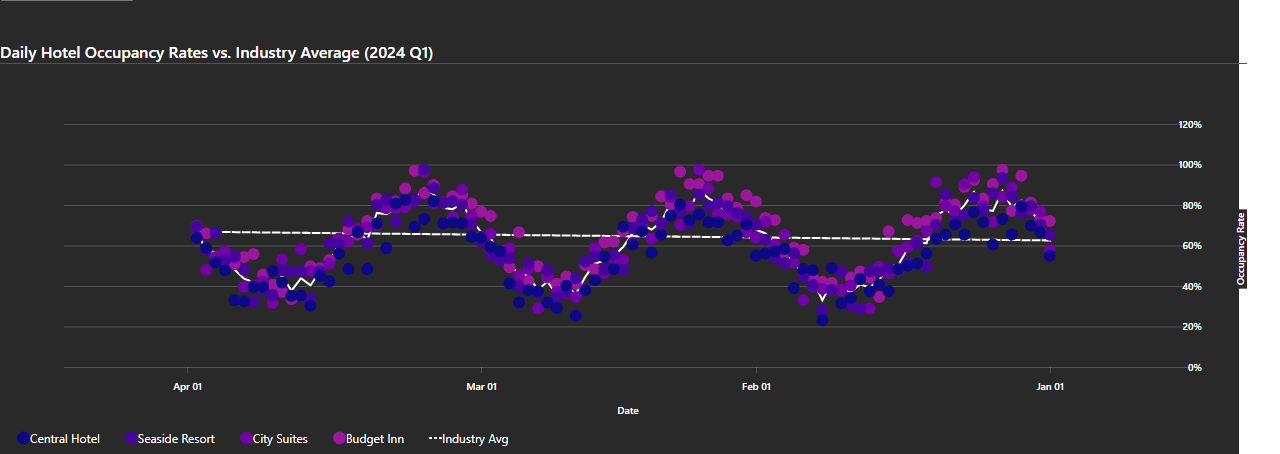 Daily Hotel Occupancy Rates vs. Industry Average (2024 Q1)
120%
100%
80%
60%
40%
20%
0%
Occupancy Rate
Apr 01 Mar 01 Feb 01 Jan 01
Date
Central Hotel Seaside Resort City Suites Budget Inn Industry Avg